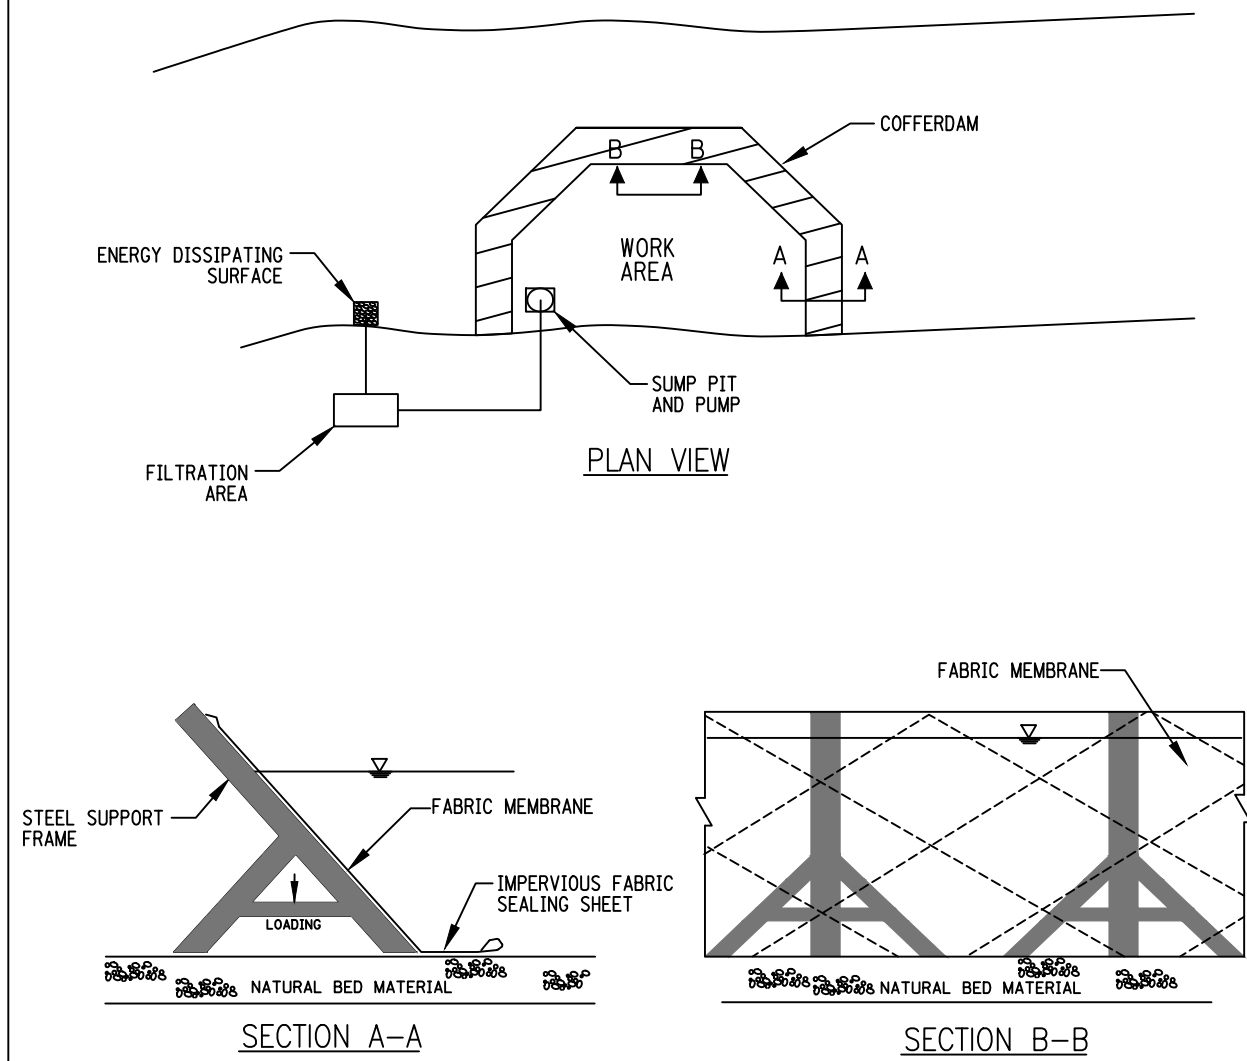 COFFERDAM
B B
ENERGY DISSIPATING
SURFACE
WORK
AREA
A A
SUMP PIT
AND PUMP
FILTRATION
AREA
PLAN VIEW
STEEL SUPPORT
FRAME
FABRIC MEMBRANE
IMPERVIOUS FABRIC
SEALING SHEET
LOADING
NATURAL BED MATERIAL
SECTION A-A
FABRIC MEMBRANE
NATURAL BED MATERIAL
SECTION B-B